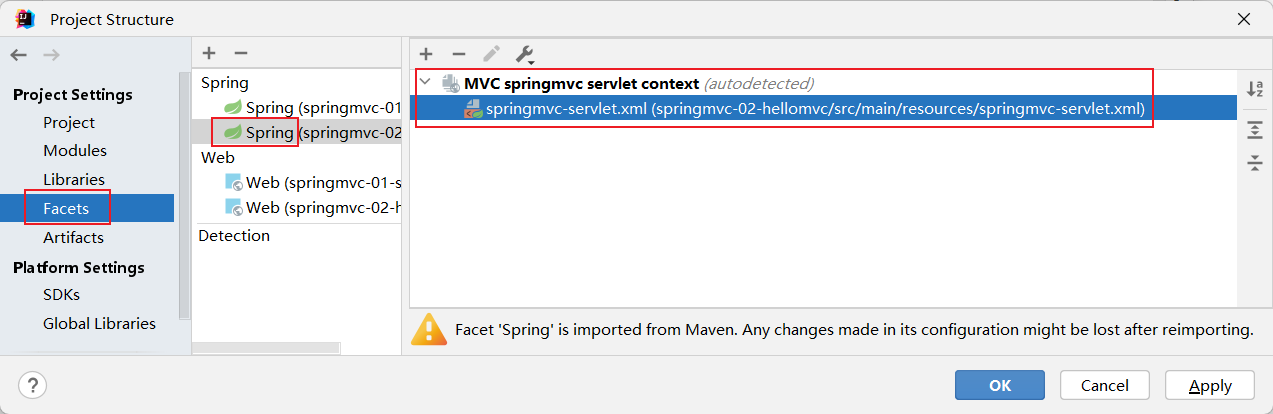 Project Structure
Project Settings
Project
Modules
Libraries
Facets
Artifacts
Platform Settings
SDKs
Global Libraries
Spring
Spring (springmvc-01
Spring (springmvc-02
Web
Web (springmvc-01-s
Web (springmvc-02-h
Detection
MVC springmvc servlet context (autodetected)
springmvc-servlet.xml (springmvc-02-hellomvc/src/main/resources/springmvc-servlet.xml)
Facet 'Spring' is imported from Maven. Any changes made in its configuration might be lost after reimporting.
?
OK
Cancel
Apply